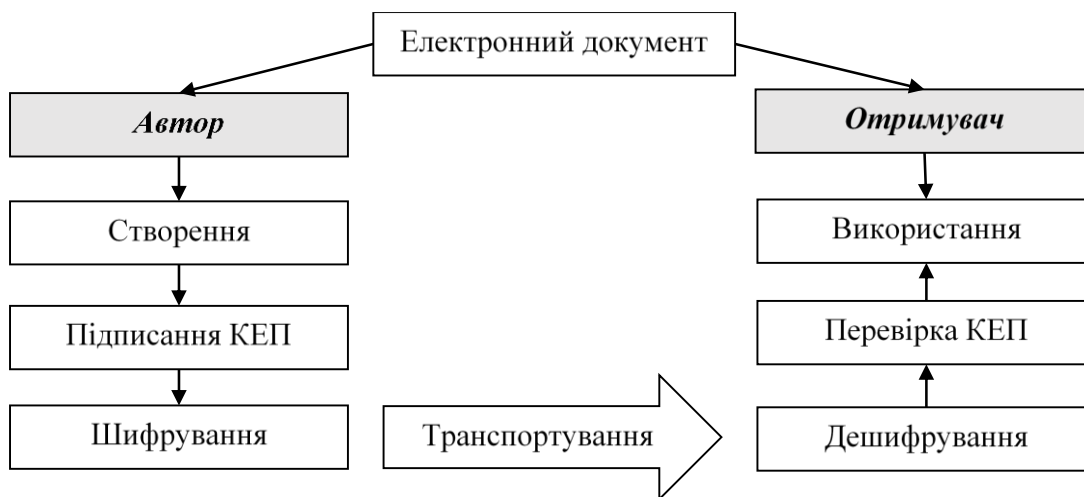 Електронний документ
Автор
Отримувач
Створення
Використання
Підписання КЕП
Перевірка КЕП
Шифрування
Транспортування
Дешифрування